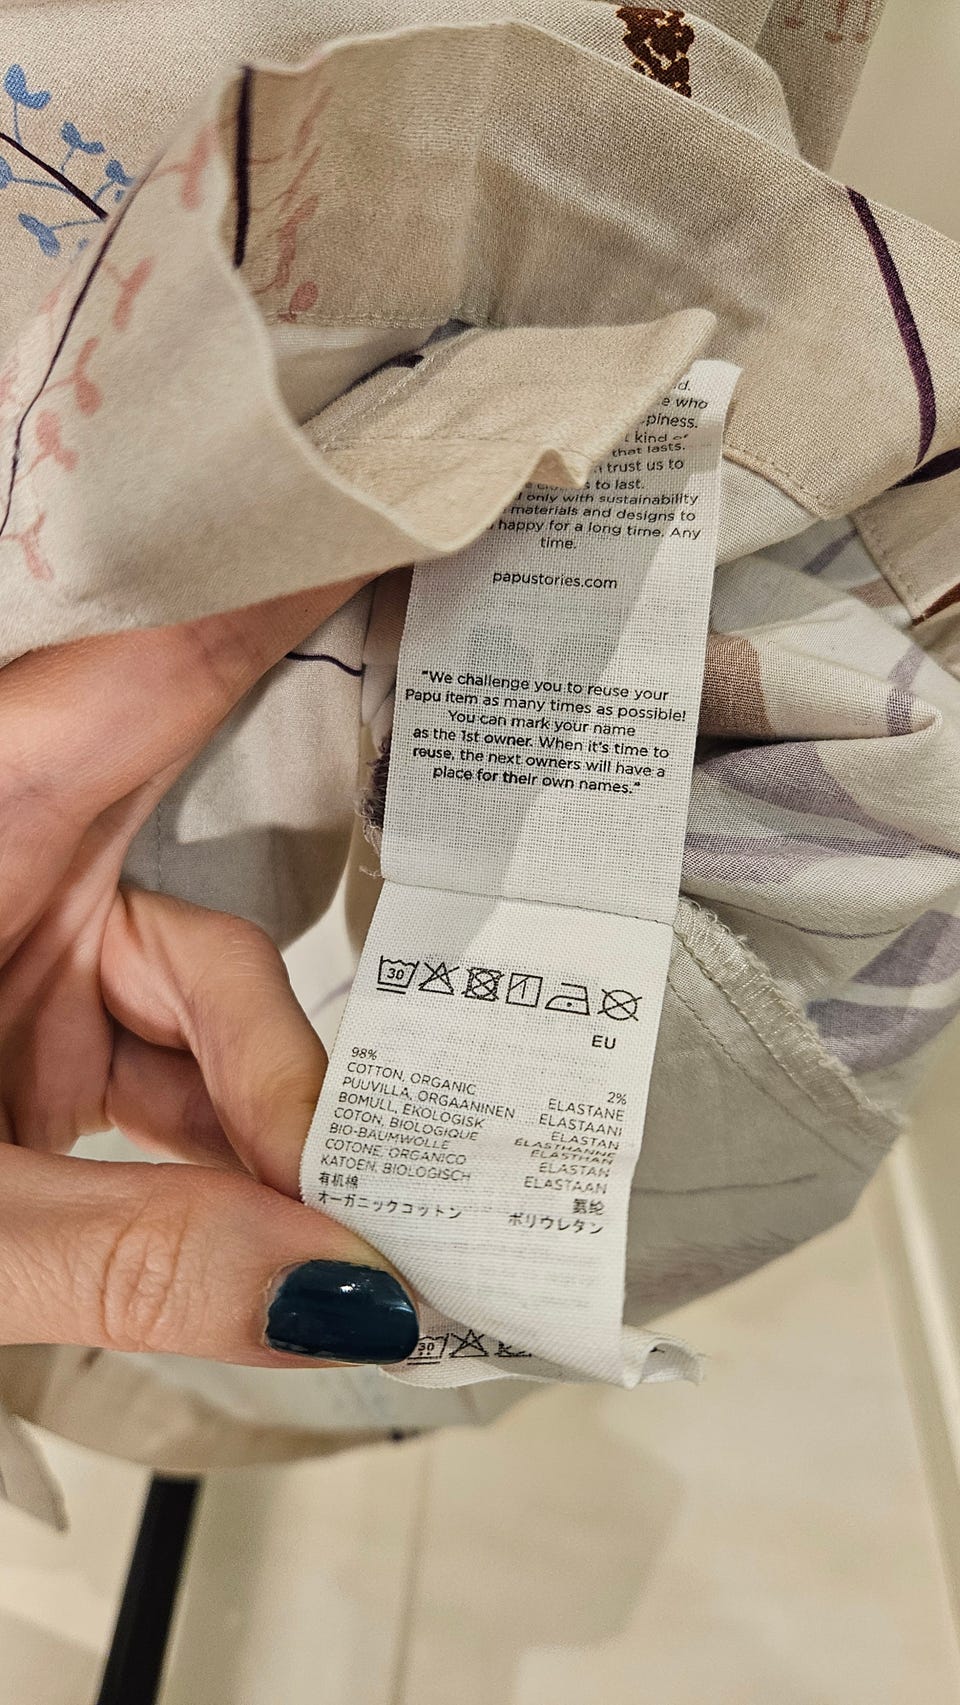 who
piness.
kind of
that lasts.
trust us to
to last.
only with sustainability
materials and designs to
happy for a long time. Any
time.
papustories.com
"We challenge you to reuse your
Papu item as many times as possible!
You can mark your name
as the 1st owner. When it's time to
reuse, the next owners will have a
place for their own names."
30
EU
98%
COTTON, ORGANIC
PUUVILLA, ORGAANINEN
BOMULL, EKOLOGISK
COTON, BIOLOGIQUE
BIO-BAUMWOLLE
COTONE, ORGANICO
KATOEN, BIOLOGISCH
有机棉
オーガニックコットン
2%
ELASTANE
ELASTAANI
ELASTAN
ELASTHANNE
ELASTHAN
ELASTAN
ELASTAAN
氨纶
ポリウレタン
30